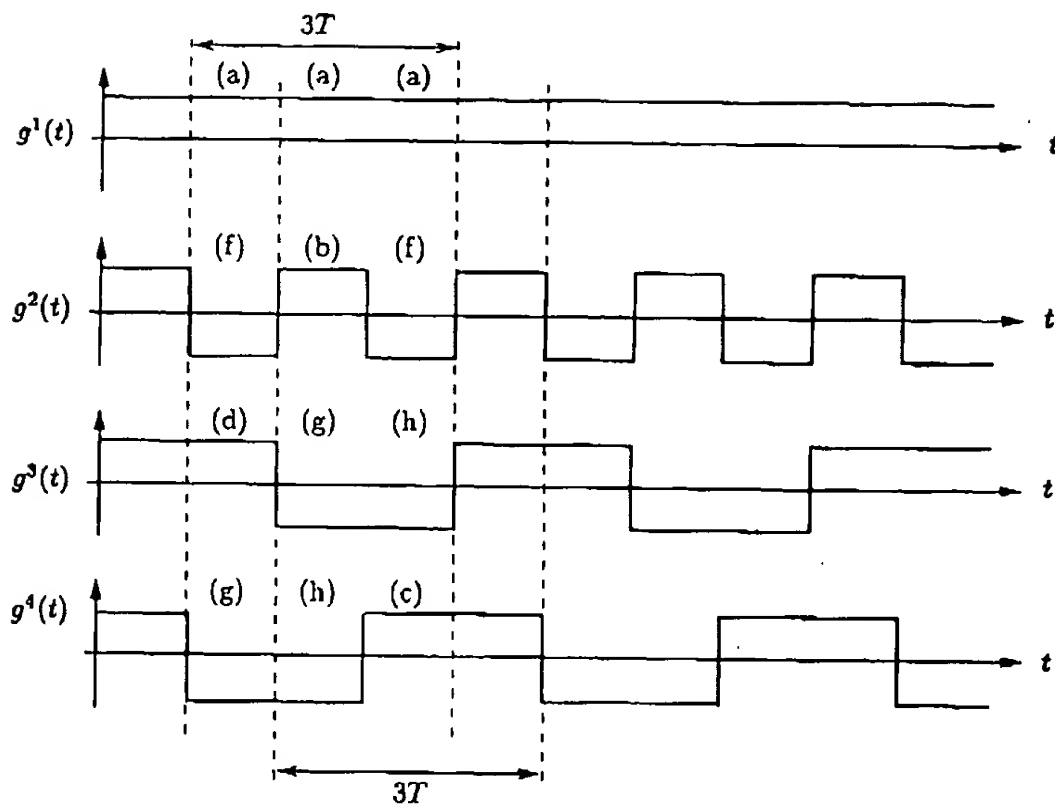 3T
(a) (a) (a)
g¹(t)
t
(f) (b) (f)
g²(t)
t
(d) (g) (h)
g³(t)
t
(g) (h) (c)
g⁴(t)
t
3T